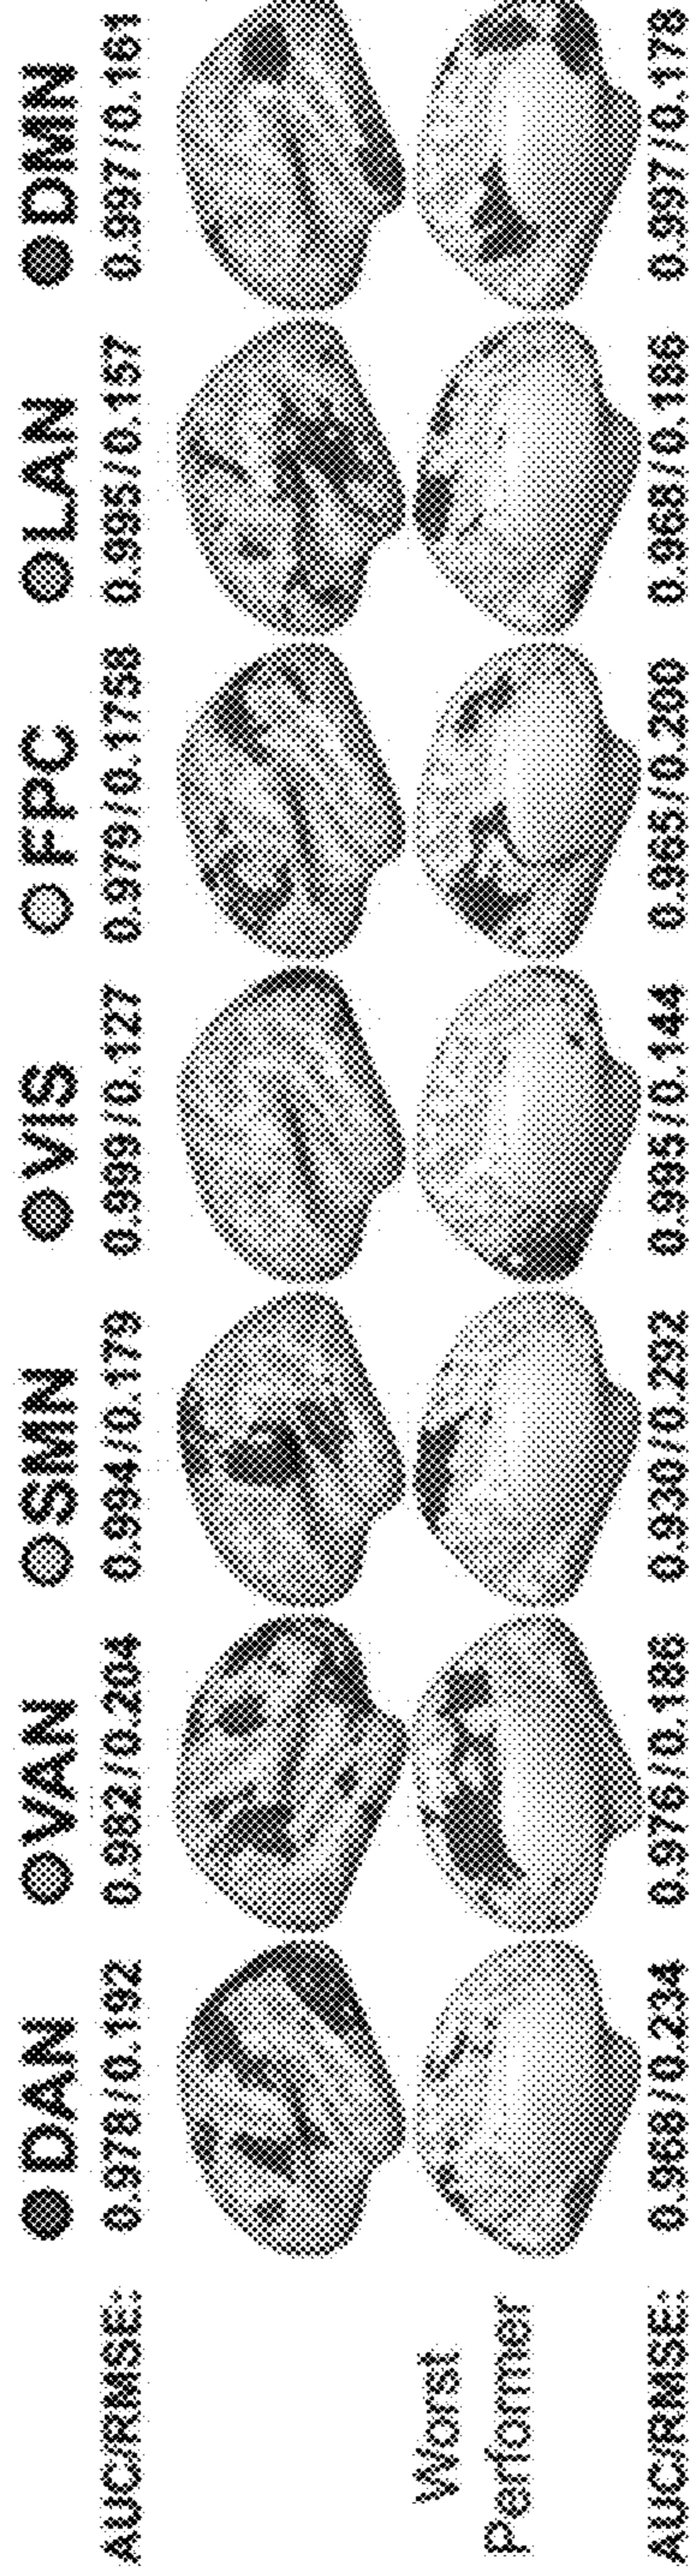 DAN VAN SMN VIS FPC LAN DMN
AUC/RMSE: 0.978/0.192 0.982/0.204 0.994/0.179 0.999/0.127 0.979/0.1758 0.995/0.157 0.997/0.161
Worst
Performer
AUC/RMSE: 0.968/0.234 0.976/0.186 0.930/0.292 0.995/0.144 0.965/0.200 0.968/0.186 0.997/0.178